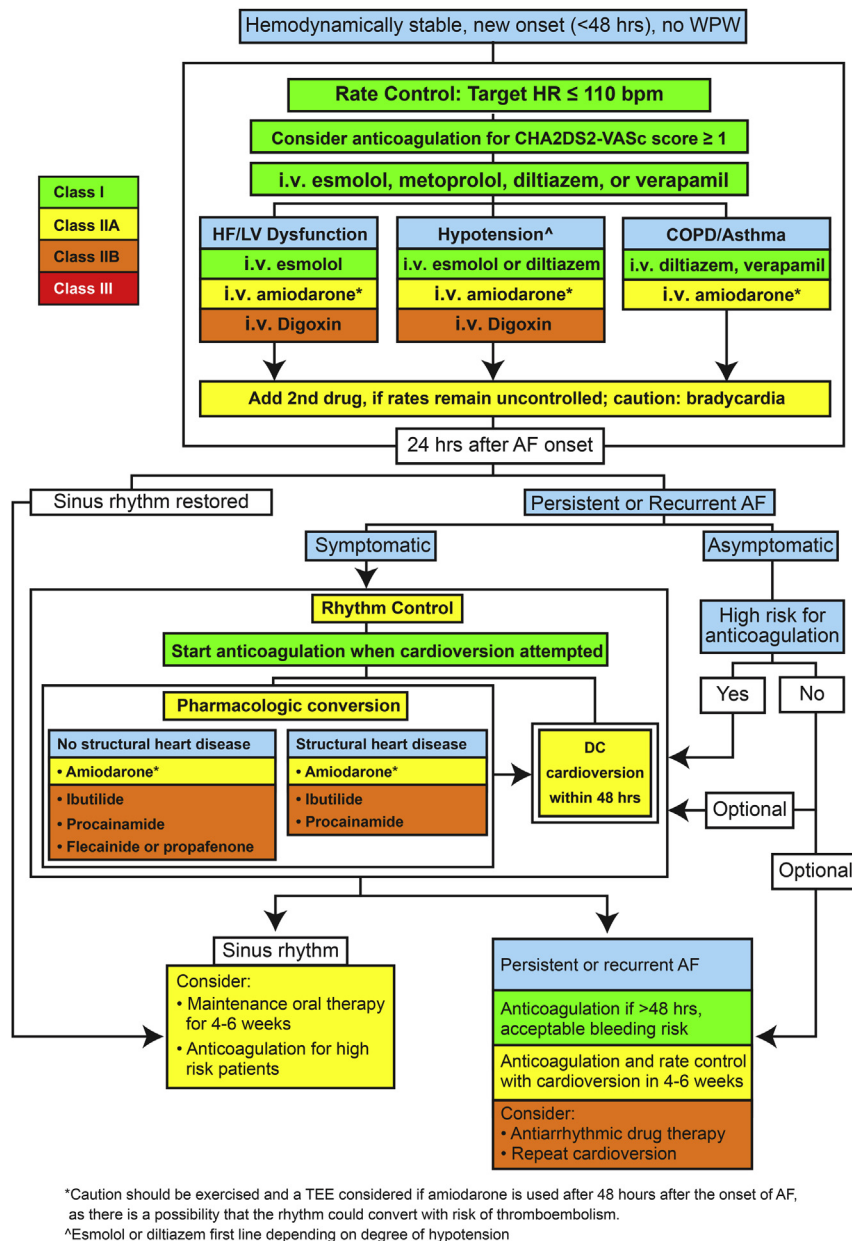 Hemodynamically stable, new onset (<48 hrs), no WPW
Rate Control: Target HR ≤ 110 bpm
Consider anticoagulation for CHA2DS2-VASc score ≥ 1
i.v. esmolol, metoprolol, diltiazem, or verapamil
Class I
Class IIA
Class IIB
Class III
HF/LV Dysfunction
i.v. esmolol
i.v. amiodarone*
i.v. Digoxin
Hypotension^
i.v. esmolol or diltiazem
i.v. amiodarone*
i.v. Digoxin
COPD/Asthma
i.v. diltiazem, verapamil
i.v. amiodarone*
Add 2nd drug, if rates remain uncontrolled; caution: bradycardia
24 hrs after AF onset
Sinus rhythm restored
Persistent or Recurrent AF
Symptomatic
Asymptomatic
Rhythm Control
High risk for
anticoagulation
Start anticoagulation when cardioversion attempted
Yes
No
Pharmacologic conversion
No structural heart disease
• Amiodarone*
• Ibutilide
• Procainamide
• Flecainide or propafenone
Structural heart disease
• Amiodarone*
• Ibutilide
• Procainamide
DC
cardioversion
within 48 hrs
Optional
Optional
Sinus rhythm
Consider:
• Maintenance oral therapy
for 4-6 weeks
• Anticoagulation for high
risk patients
Persistent or recurrent AF
Anticoagulation if >48 hrs,
acceptable bleeding risk
Anticoagulation and rate control
with cardioversion in 4-6 weeks
Consider:
• Antiarrhythmic drug therapy
• Repeat cardioversion
*Caution should be exercised and a TEE considered if amiodarone is used after 48 hours after the onset of AF,
as there is a possibility that the rhythm could convert with risk of thromboembolism.
^Esmolol or diltiazem first line depending on degree of hypotension